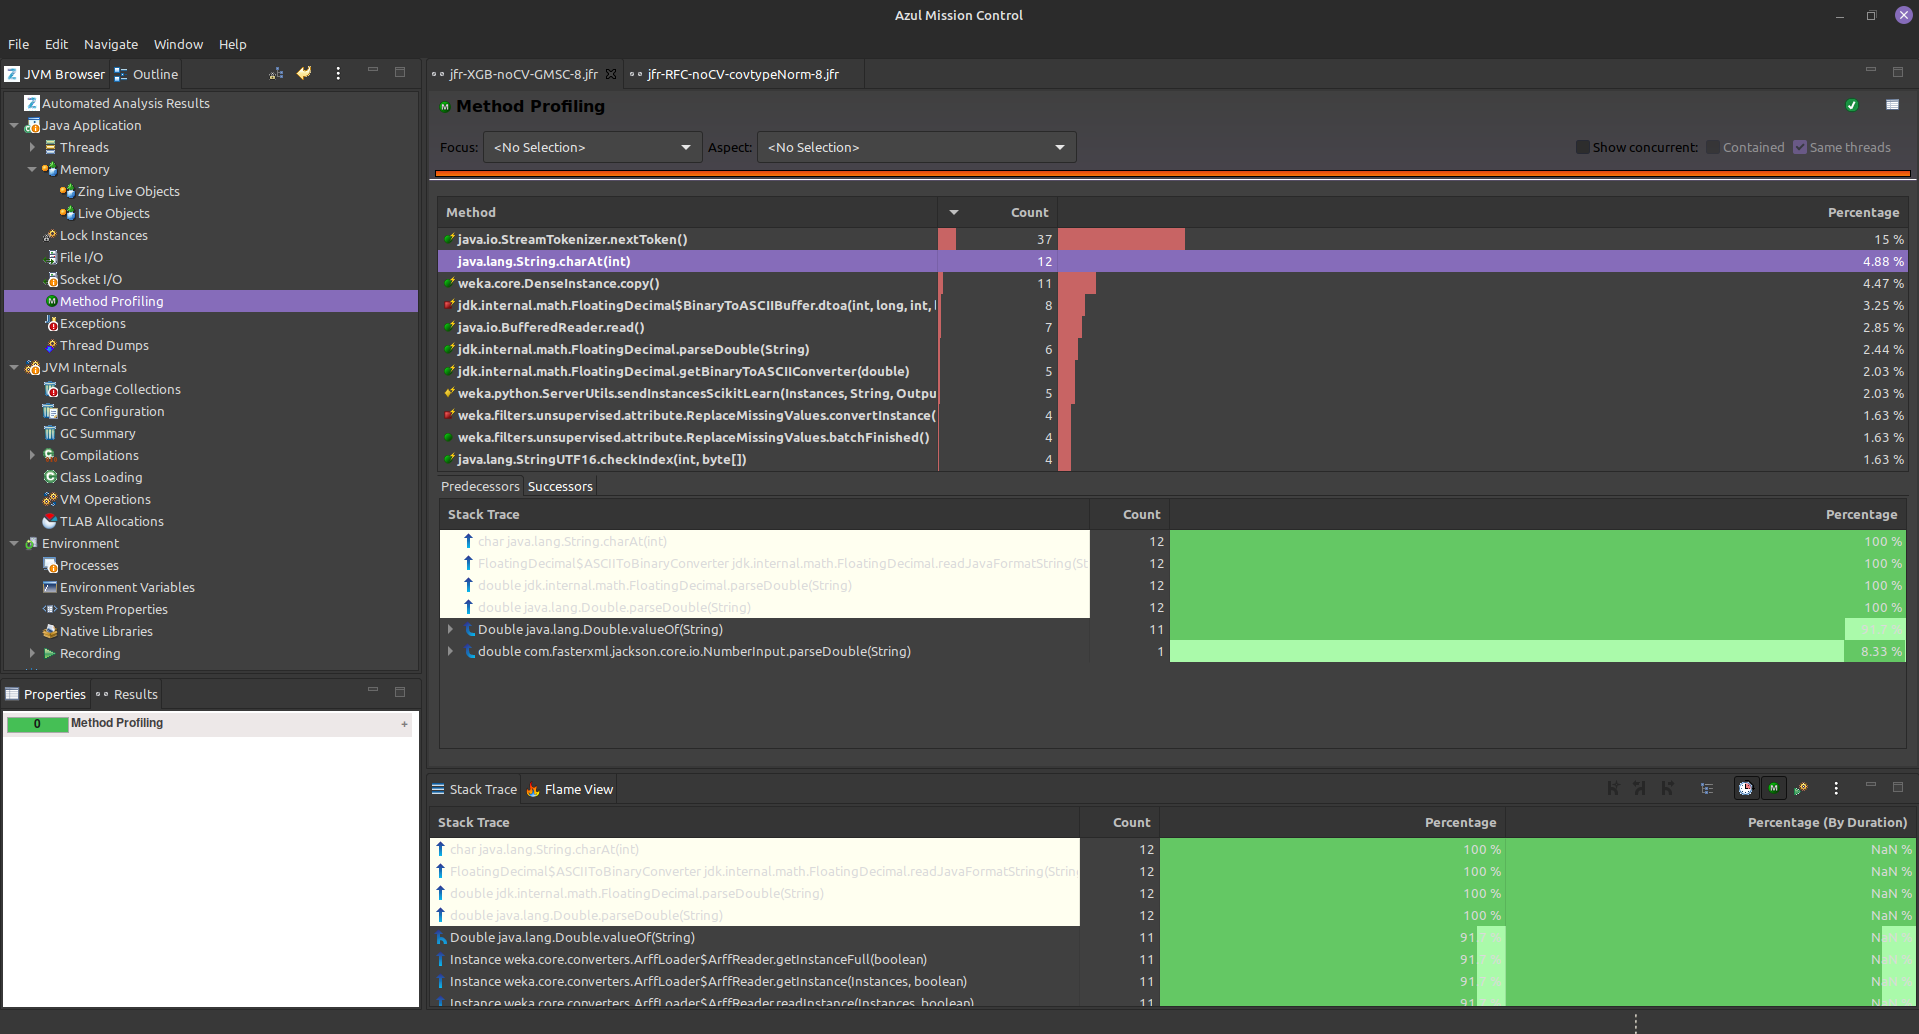 Azul Mission Control
File Edit Navigate Window Help
JVM Browser Outline
Automated Analysis Results
Java Application
Threads
Memory
Zing Live Objects
Live Objects
Lock Instances
File I/O
Socket I/O
Method Profiling
Exceptions
Thread Dumps
JVM Internals
Garbage Collections
GC Configuration
GC Summary
Compilations
Class Loading
VM Operations
TLAB Allocations
Environment
Processes
Environment Variables
System Properties
Native Libraries
Recording
Properties Results
0 Method Profiling +
jfr-XGB-noCV-GMSC-8.jfr jfr-RFC-noCV-covtypeNorm-8.jfr
Method Profiling
Focus: <No Selection> Aspect: <No Selection> Show concurrent: Contained Same threads
Method Count Percentage
java.io.StreamTokenizer.nextToken() 37 15 %
java.lang.String.charAt(int) 12 4.88 %
weka.core.DenseInstance.copy() 11 4.47 %
jdk.internal.math.FloatingDecimal$BinaryToASCIIBuffer.dtoa(int, long, int, 8 3.25 %
java.io.BufferedReader.read() 7 2.85 %
jdk.internal.math.FloatingDecimal.parseDouble(String) 6 2.44 %
jdk.internal.math.FloatingDecimal.getBinaryToASCIIConverter(double) 5 2.03 %
weka.python.ServerUtils.sendInstancesScikitLearn(Instances, String, Outpu 5 2.03 %
weka.filters.unsupervised.attribute.ReplaceMissingValues.convertInstance( 4 1.63 %
weka.filters.unsupervised.attribute.ReplaceMissingValues.batchFinished() 4 1.63 %
java.lang.StringUTF16.checkIndex(int, byte[]) 4 1.63 %
Predecessors Successors
Stack Trace Count Percentage
char java.lang.String.charAt(int) 12 100 %
FloatingDecimal$ASCIIToBinaryConverter jdk.internal.math.FloatingDecimal.readJavaFormatString(St 12 100 %
double jdk.internal.math.FloatingDecimal.parseDouble(String) 12 100 %
double java.lang.Double.parseDouble(String) 12 100 %
Double java.lang.Double.valueOf(String) 11
double com.fasterxml.jackson.core.io.NumberInput.parseDouble(String) 1 8.33 %
Stack Trace Flame View
Stack Trace Count Percentage Percentage (By Duration)
char java.lang.String.charAt(int) 12 100 % NaN %
FloatingDecimal$ASCIIToBinaryConverter jdk.internal.math.FloatingDecimal.readJavaFormatString(Strin 12 100 % NaN %
double jdk.internal.math.FloatingDecimal.parseDouble(String) 12 100 % NaN %
double java.lang.Double.parseDouble(String) 12 100 % NaN %
Double java.lang.Double.valueOf(String) 11
Instance weka.core.converters.ArffLoader$ArffReader.getInstanceFull(boolean) 11
Instance weka.core.converters.ArffLoader$ArffReader.getInstance(Instances, boolean) 11
Instance weka.core.converters.ArffLoader$ArffReader.readInstance(Instances, boolean) 11